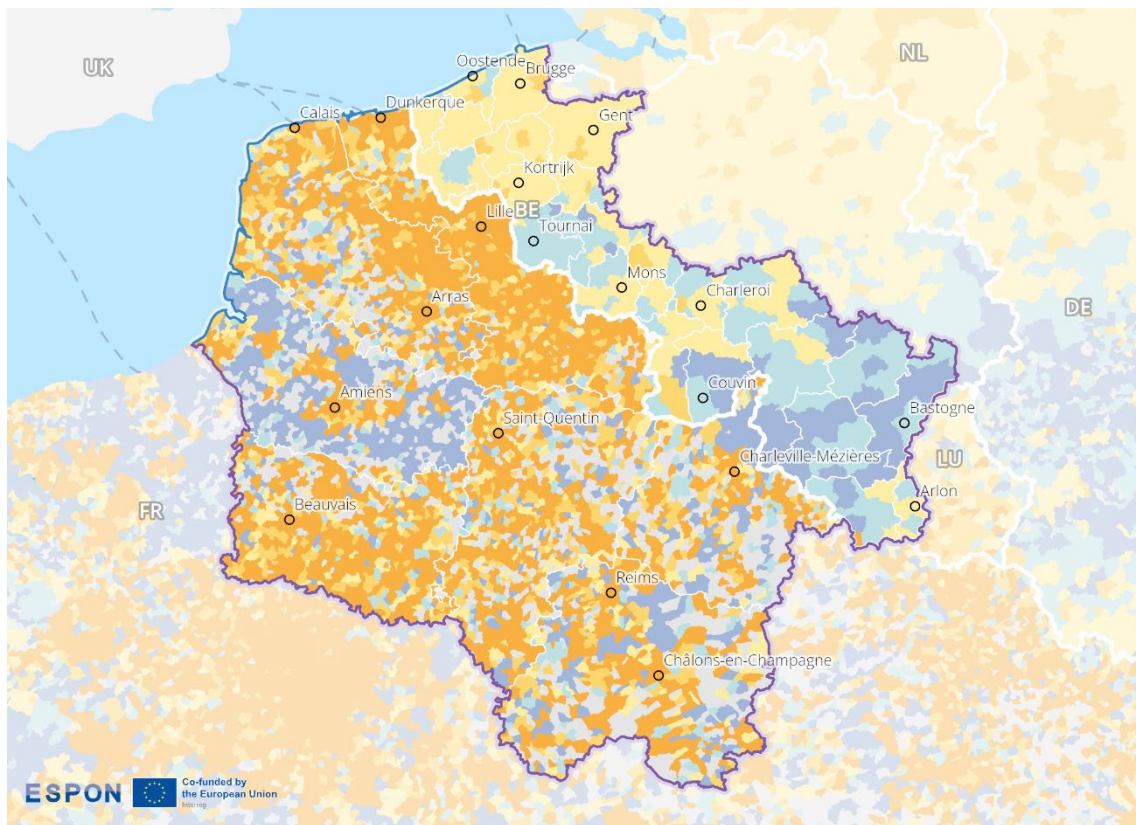 UK
NL
Oostende
Brugge
Dunkerque
Calais
Gent
Kortrijk
BE
Lille
Tournai
Mons
Charleroi
DE
Arras
Couvin
Amiens
Bastogne
Saint-Quentin
Charleville-Mézières
LU
Arlon
FR
Beauvais
Reims
Châlons-en-Champagne
ESPON
Co-funded by
the European Union
Interreg